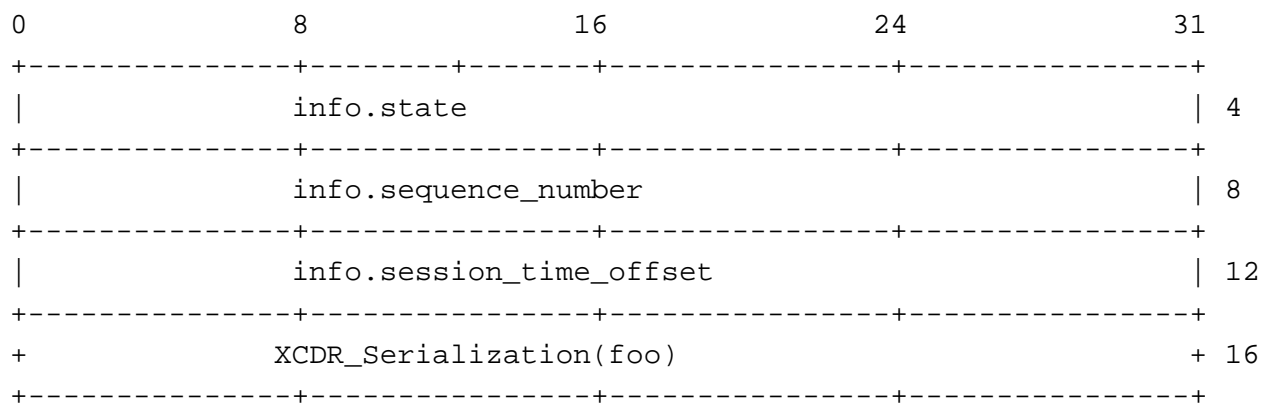 0               8               16              24              31
+---------------+--------+-------+---------------+---------------+
|               info.state                                       | 4
+---------------+---------------+---------------+---------------+
|               info.sequence_number                             | 8
+---------------+---------------+---------------+---------------+
|               info.session_time_offset                         | 12
+---------------+---------------+---------------+---------------+
+              XCDR_Serialization(foo)                           + 16
+---------------+---------------+---------------+---------------+